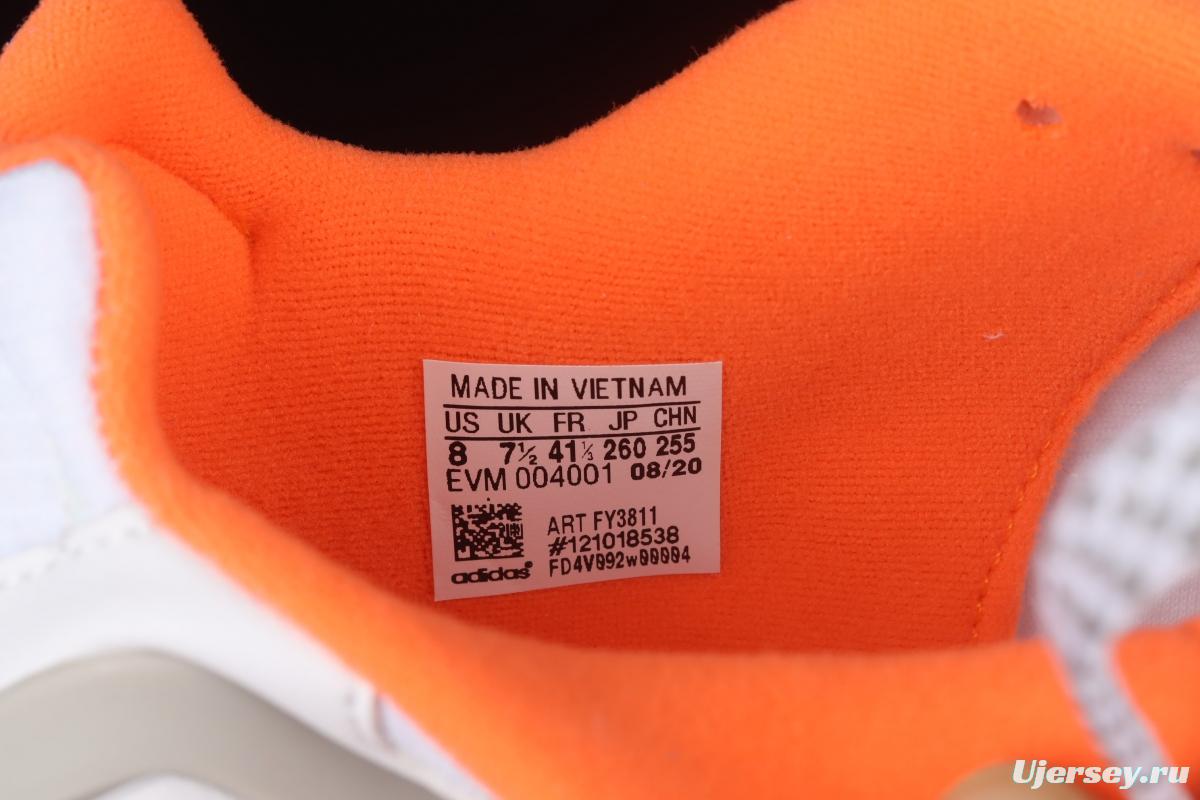 MADE IN VIETNAM
US UK FR JP CHN
8 7½ 41⅓ 260 255
EVM 004001 08/20
ART FY3811
#121018538
FD4V092w00004
adidas®
Ujersey.ru